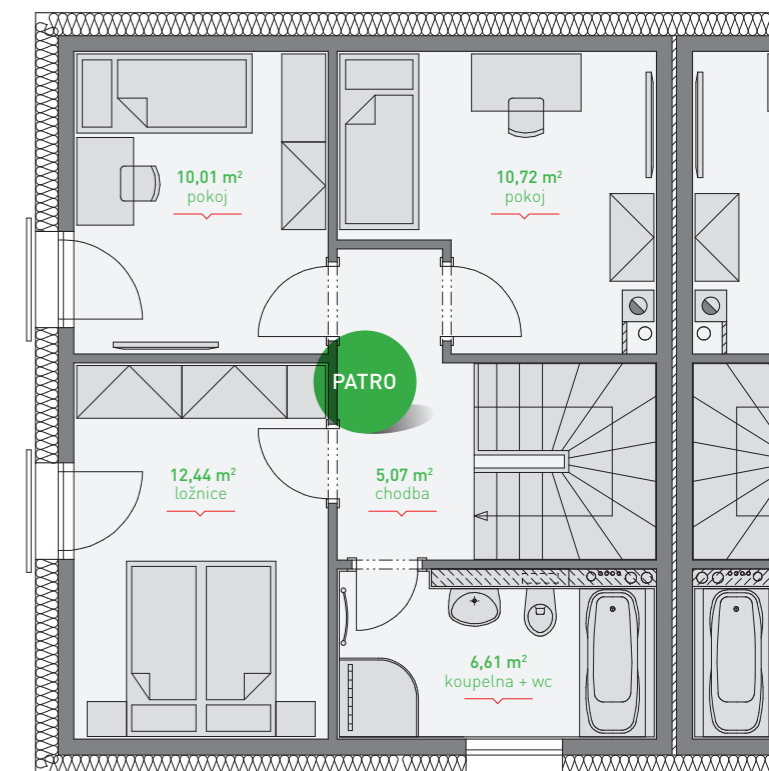 10,01 m²
pokoj
10,72 m²
pokoj
PATRO
12,44 m²
ložnice
5,07 m²
chodba
6,61 m²
koupelna + wc